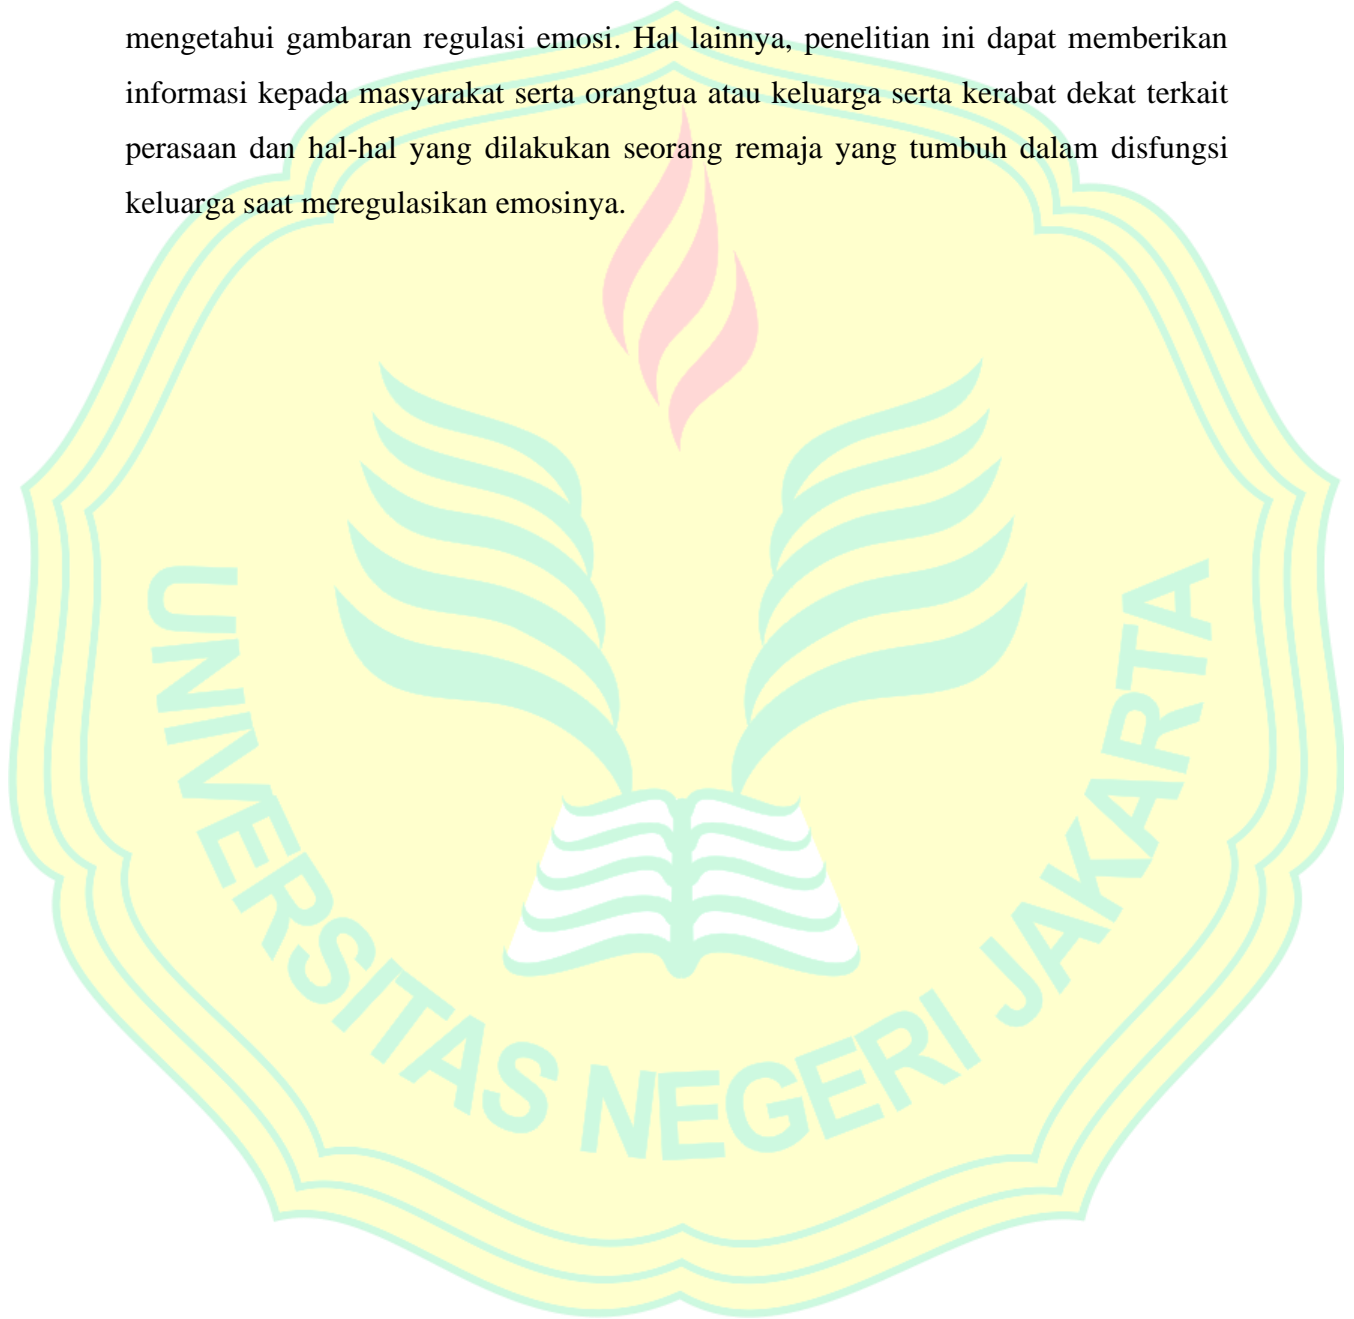 mengetahui gambaran regulasi emosi. Hal lainnya, penelitian ini dapat memberikan
informasi kepada masyarakat serta orangtua atau keluarga serta kerabat dekat terkait
perasaan dan hal-hal yang dilakukan seorang remaja yang tumbuh dalam disfungsi
keluarga saat meregulasikan emosinya.
UNIVERSITAS NEGERI JAKARTA